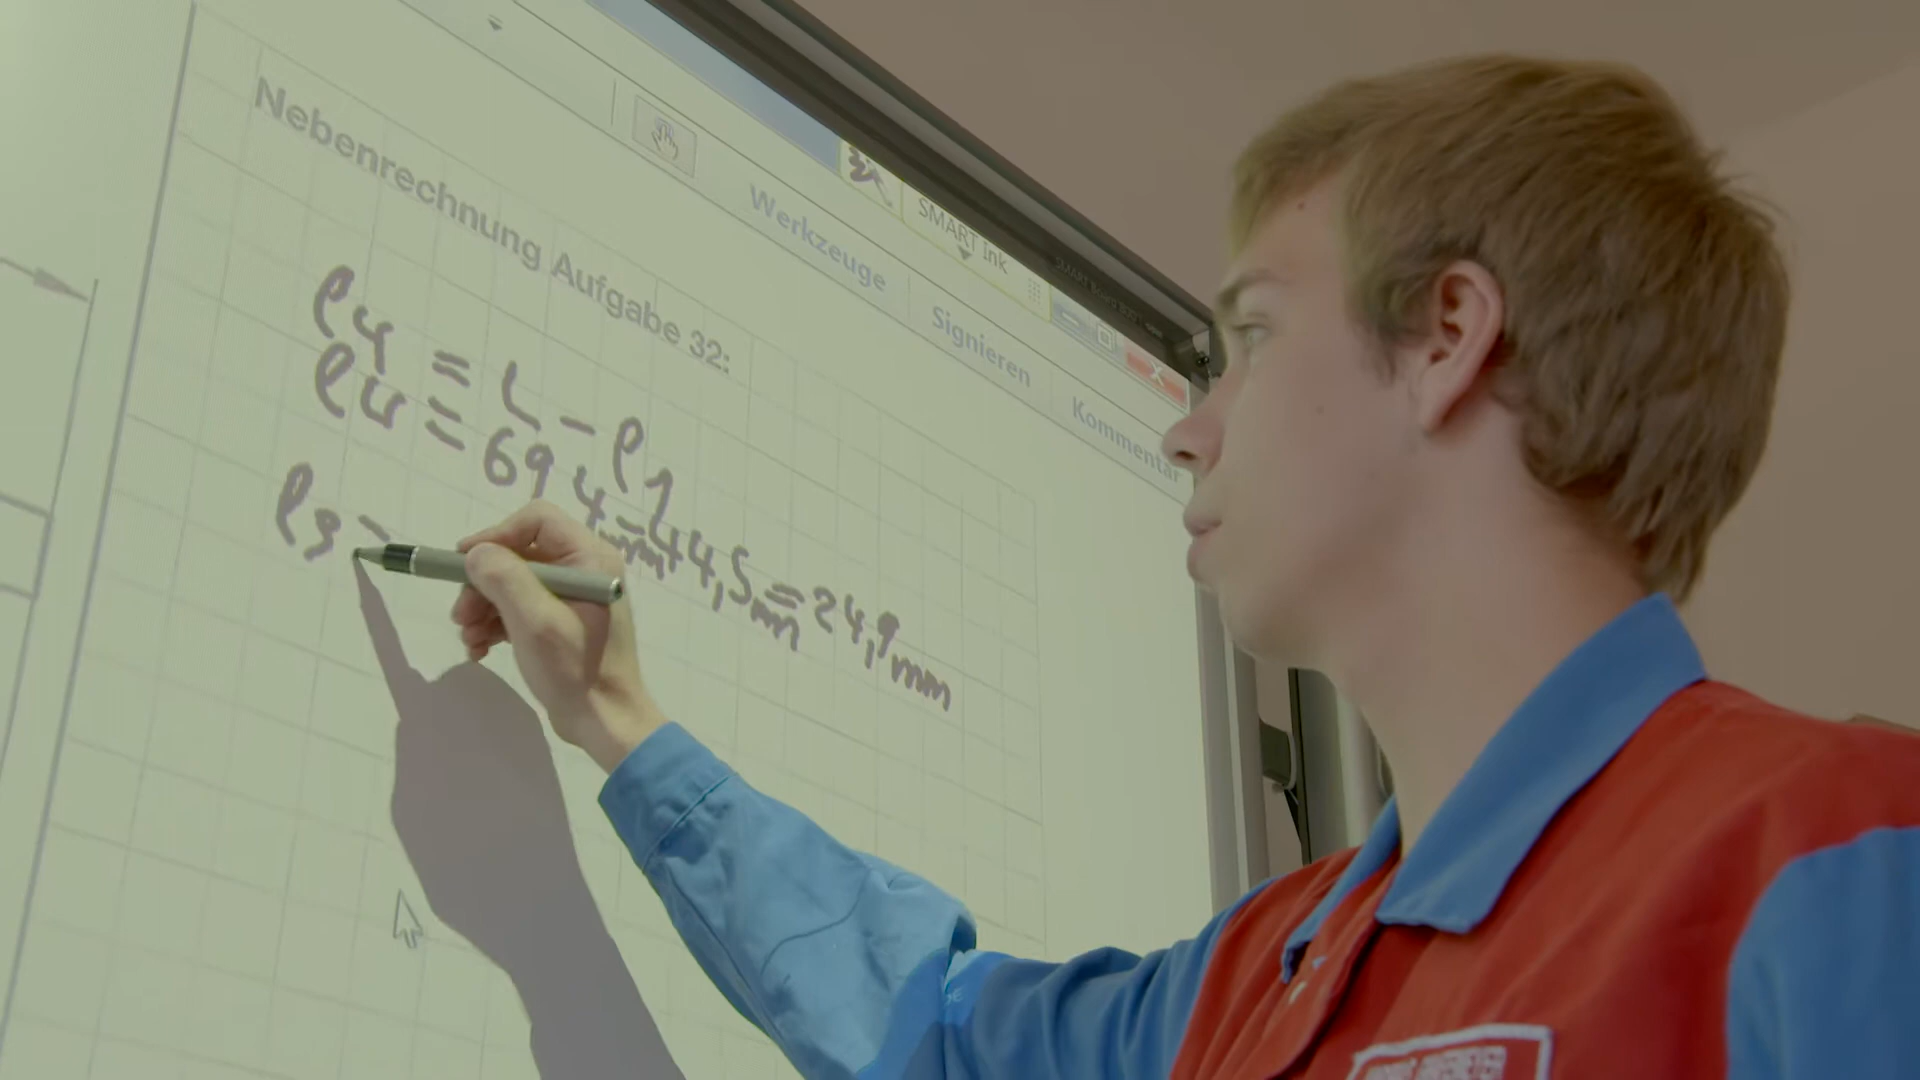 SMART Ink
Werkzeuge
Signieren
Kommentar
Nebenrechnung Aufgabe 32:
l4 = L - l1
l4 = 69,4mm - 44,5mm = 24,9mm
l3 -